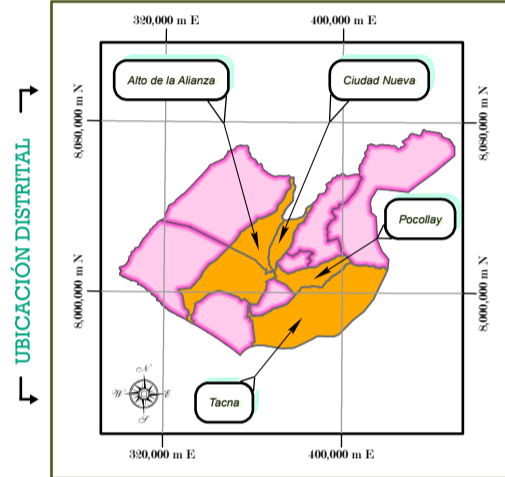 320,000 m E
400,000 m E
Alto de la Alianza
Ciudad Nueva
8,080,000 m N
8,080,000 m N
UBICACIÓN DISTRITAL
Pocollay
8,000,000 m N
8,000,000 m N
N
W
E
S
Tacna
320,000 m E
400,000 m E